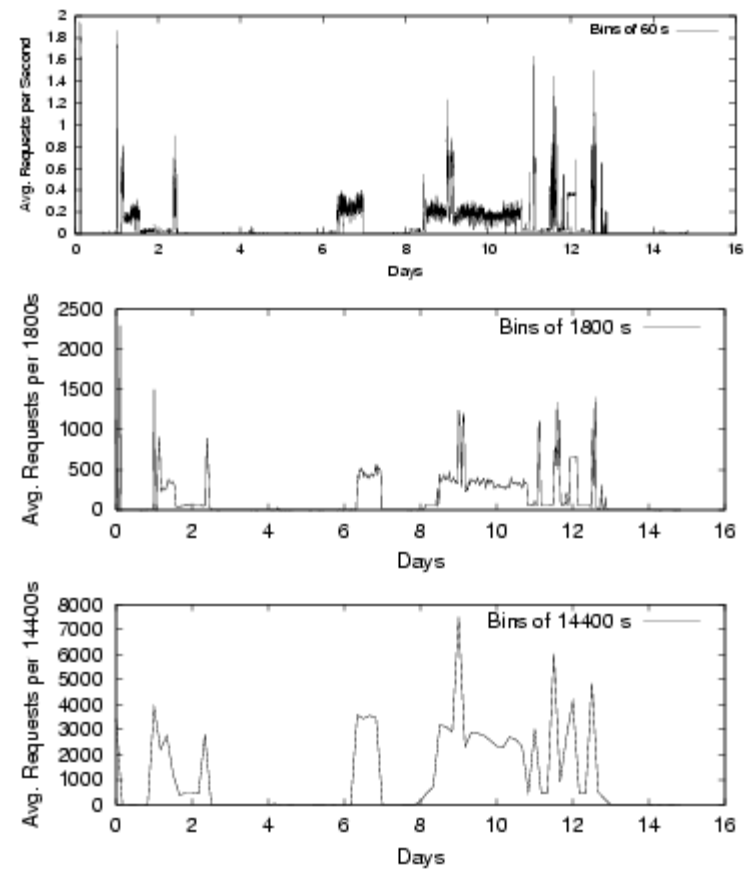 2
1.8
1.6
1.4
1.2
1
0.8
0.6
0.4
0.2
0
Avg. Requests per Second
Bins of 60 s
0 2 4 6 8 10 12 14 16
Days
2500
2000
1500
1000
500
0
Avg. Requests per 1800s
Bins of 1800 s
0 2 4 6 8 10 12 14 16
Days
8000
7000
6000
5000
4000
3000
2000
1000
0
Avg. Requests per 14400s
Bins of 14400 s
0 2 4 6 8 10 12 14 16
Days